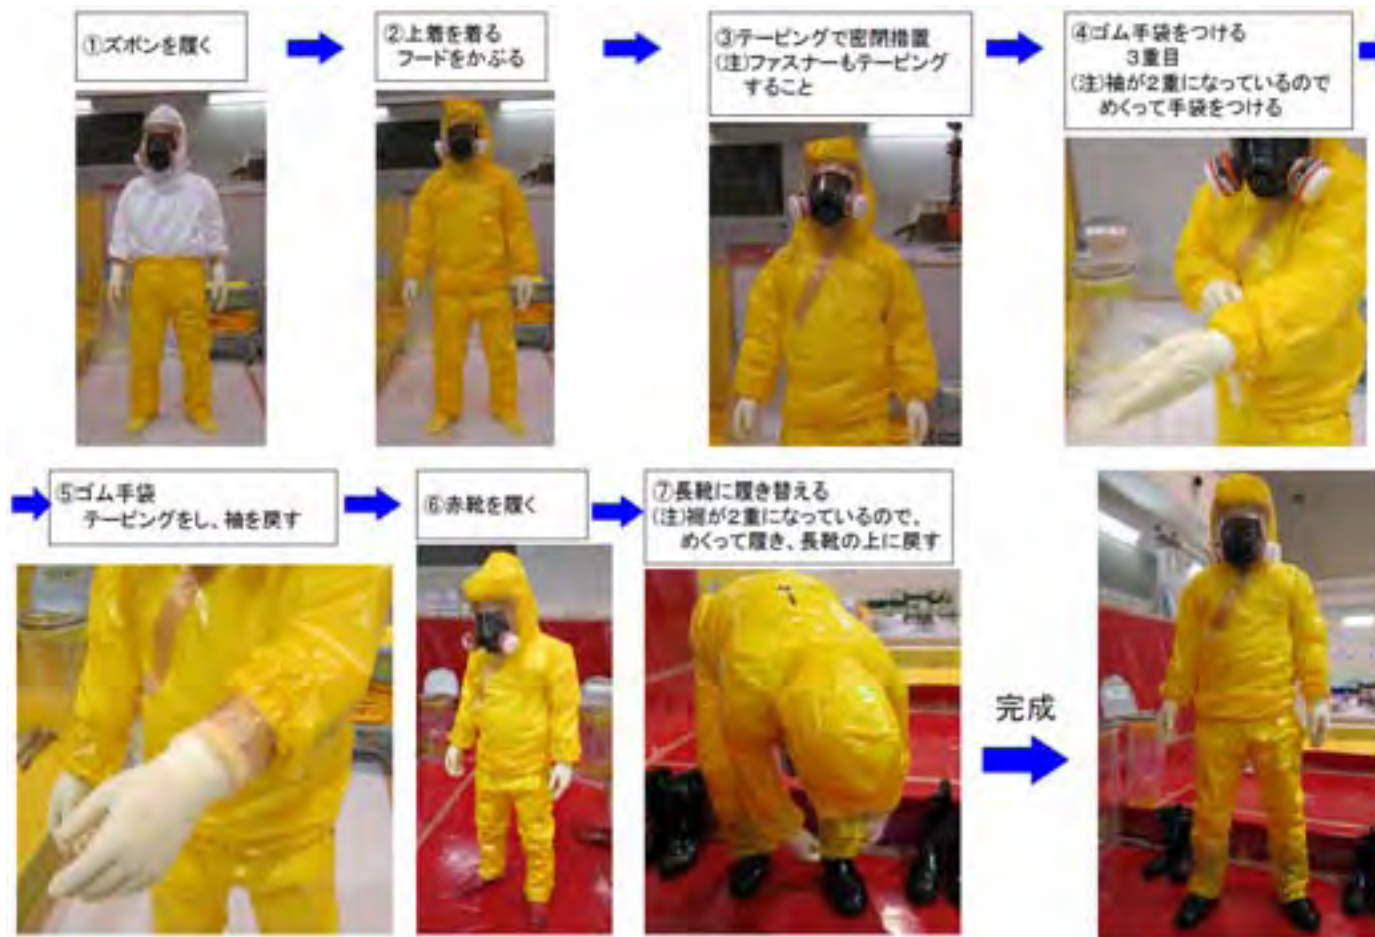 ①ズボンを履く
②上着を着る
フードをかぶる
③テーピングで密閉措置
(注)ファスナーもテーピング
すること
④ゴム手袋をつける
3重目
(注)袖が2重になっているので
めくって手袋をつける
⑤ゴム手袋
テーピングをし、袖を戻す
⑥赤靴を履く
⑦長靴に履き替える
(注)裾が2重になっているので、
めくって履き、長靴の上に戻す
完成